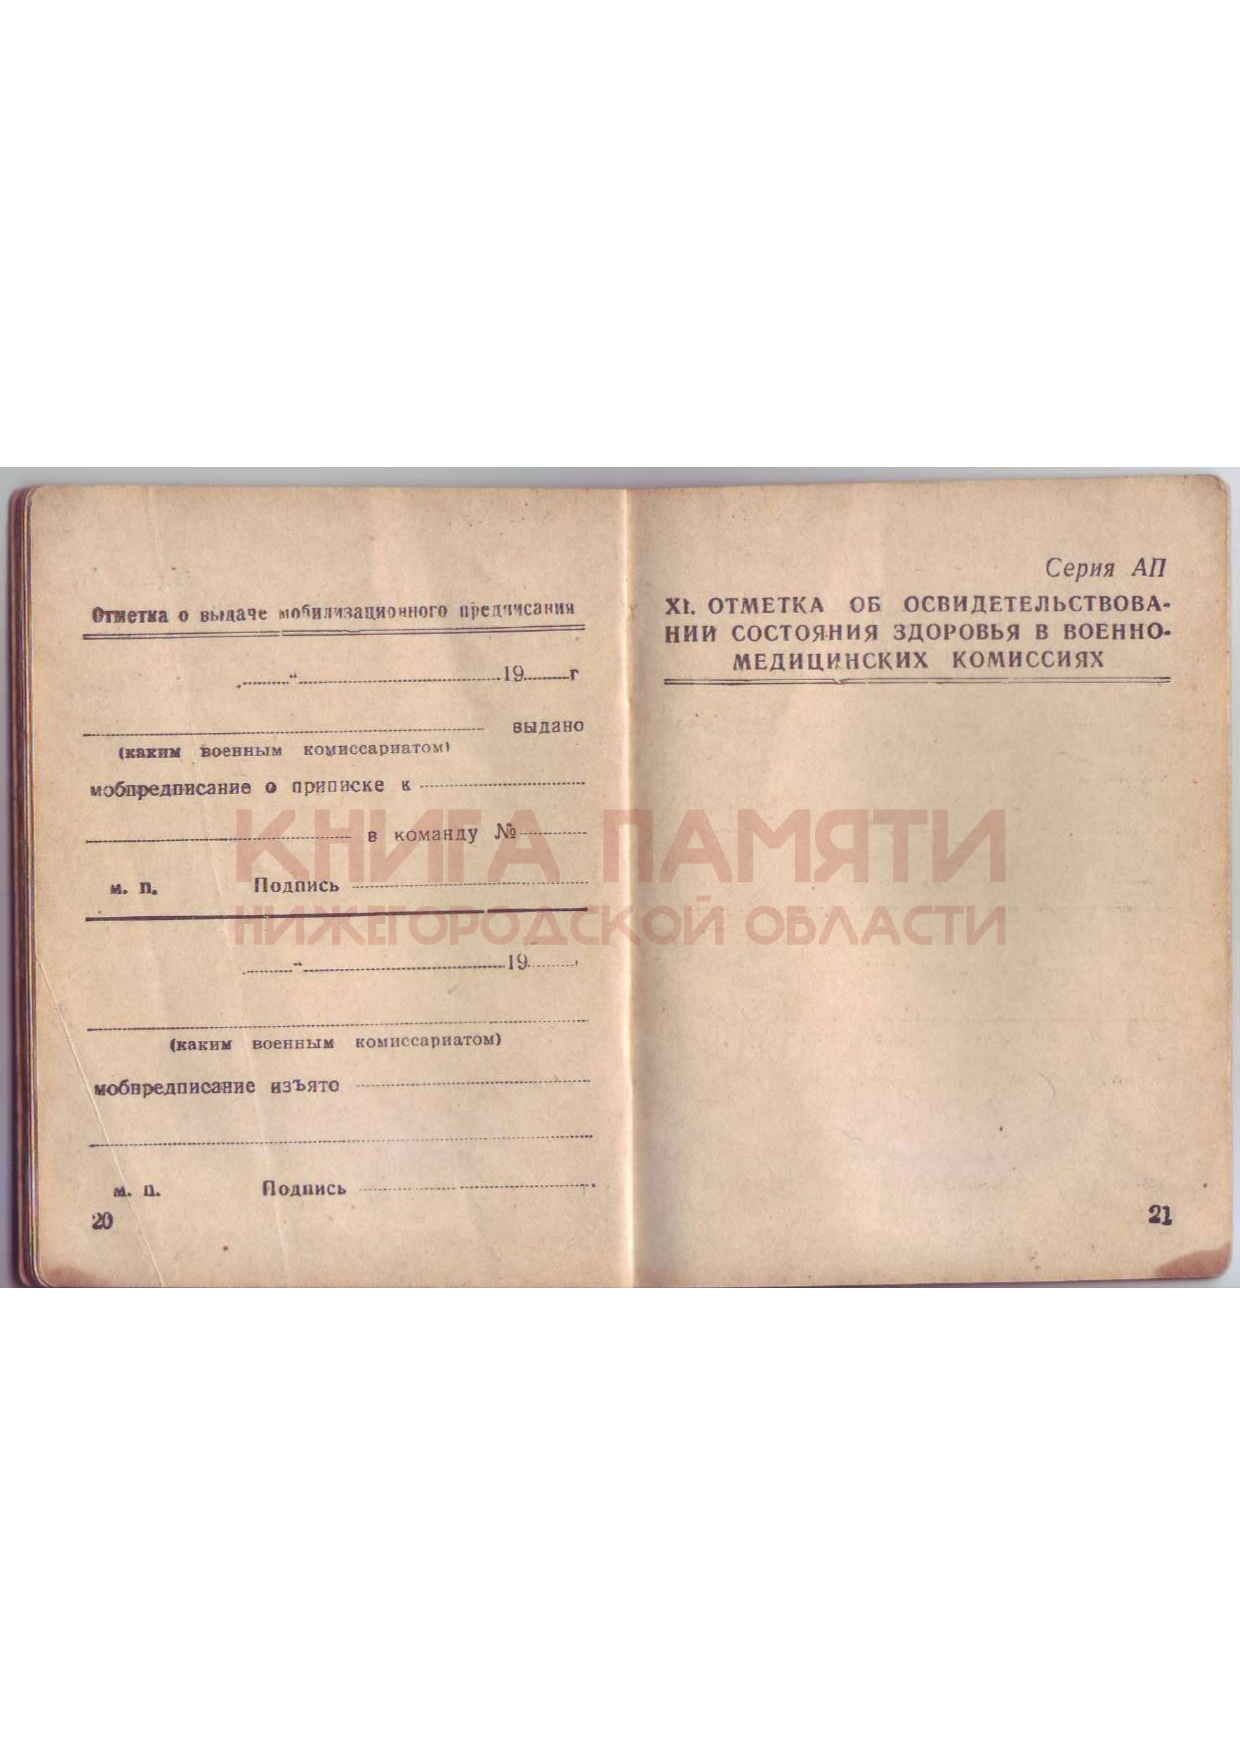 Отметка о выдаче мобилизационного предписания
„ “ 19 г
выдано
(каким военным комиссариатом)
мобпредписание о приписке к
в команду №
м. п. Подпись
„ “ 19 г
(каким военным комиссариатом)
мобпредписание изъято
м. п. Подпись
20
Серия АП
XI. ОТМЕТКА ОБ ОСВИДЕТЕЛЬСТВОВА-
НИИ СОСТОЯНИЯ ЗДОРОВЬЯ В ВОЕННО-
МЕДИЦИНСКИХ КОМИССИЯХ
21
КНИГА ПАМЯТИ
НИЖЕГОРОДСКОЙ ОБЛАСТИ